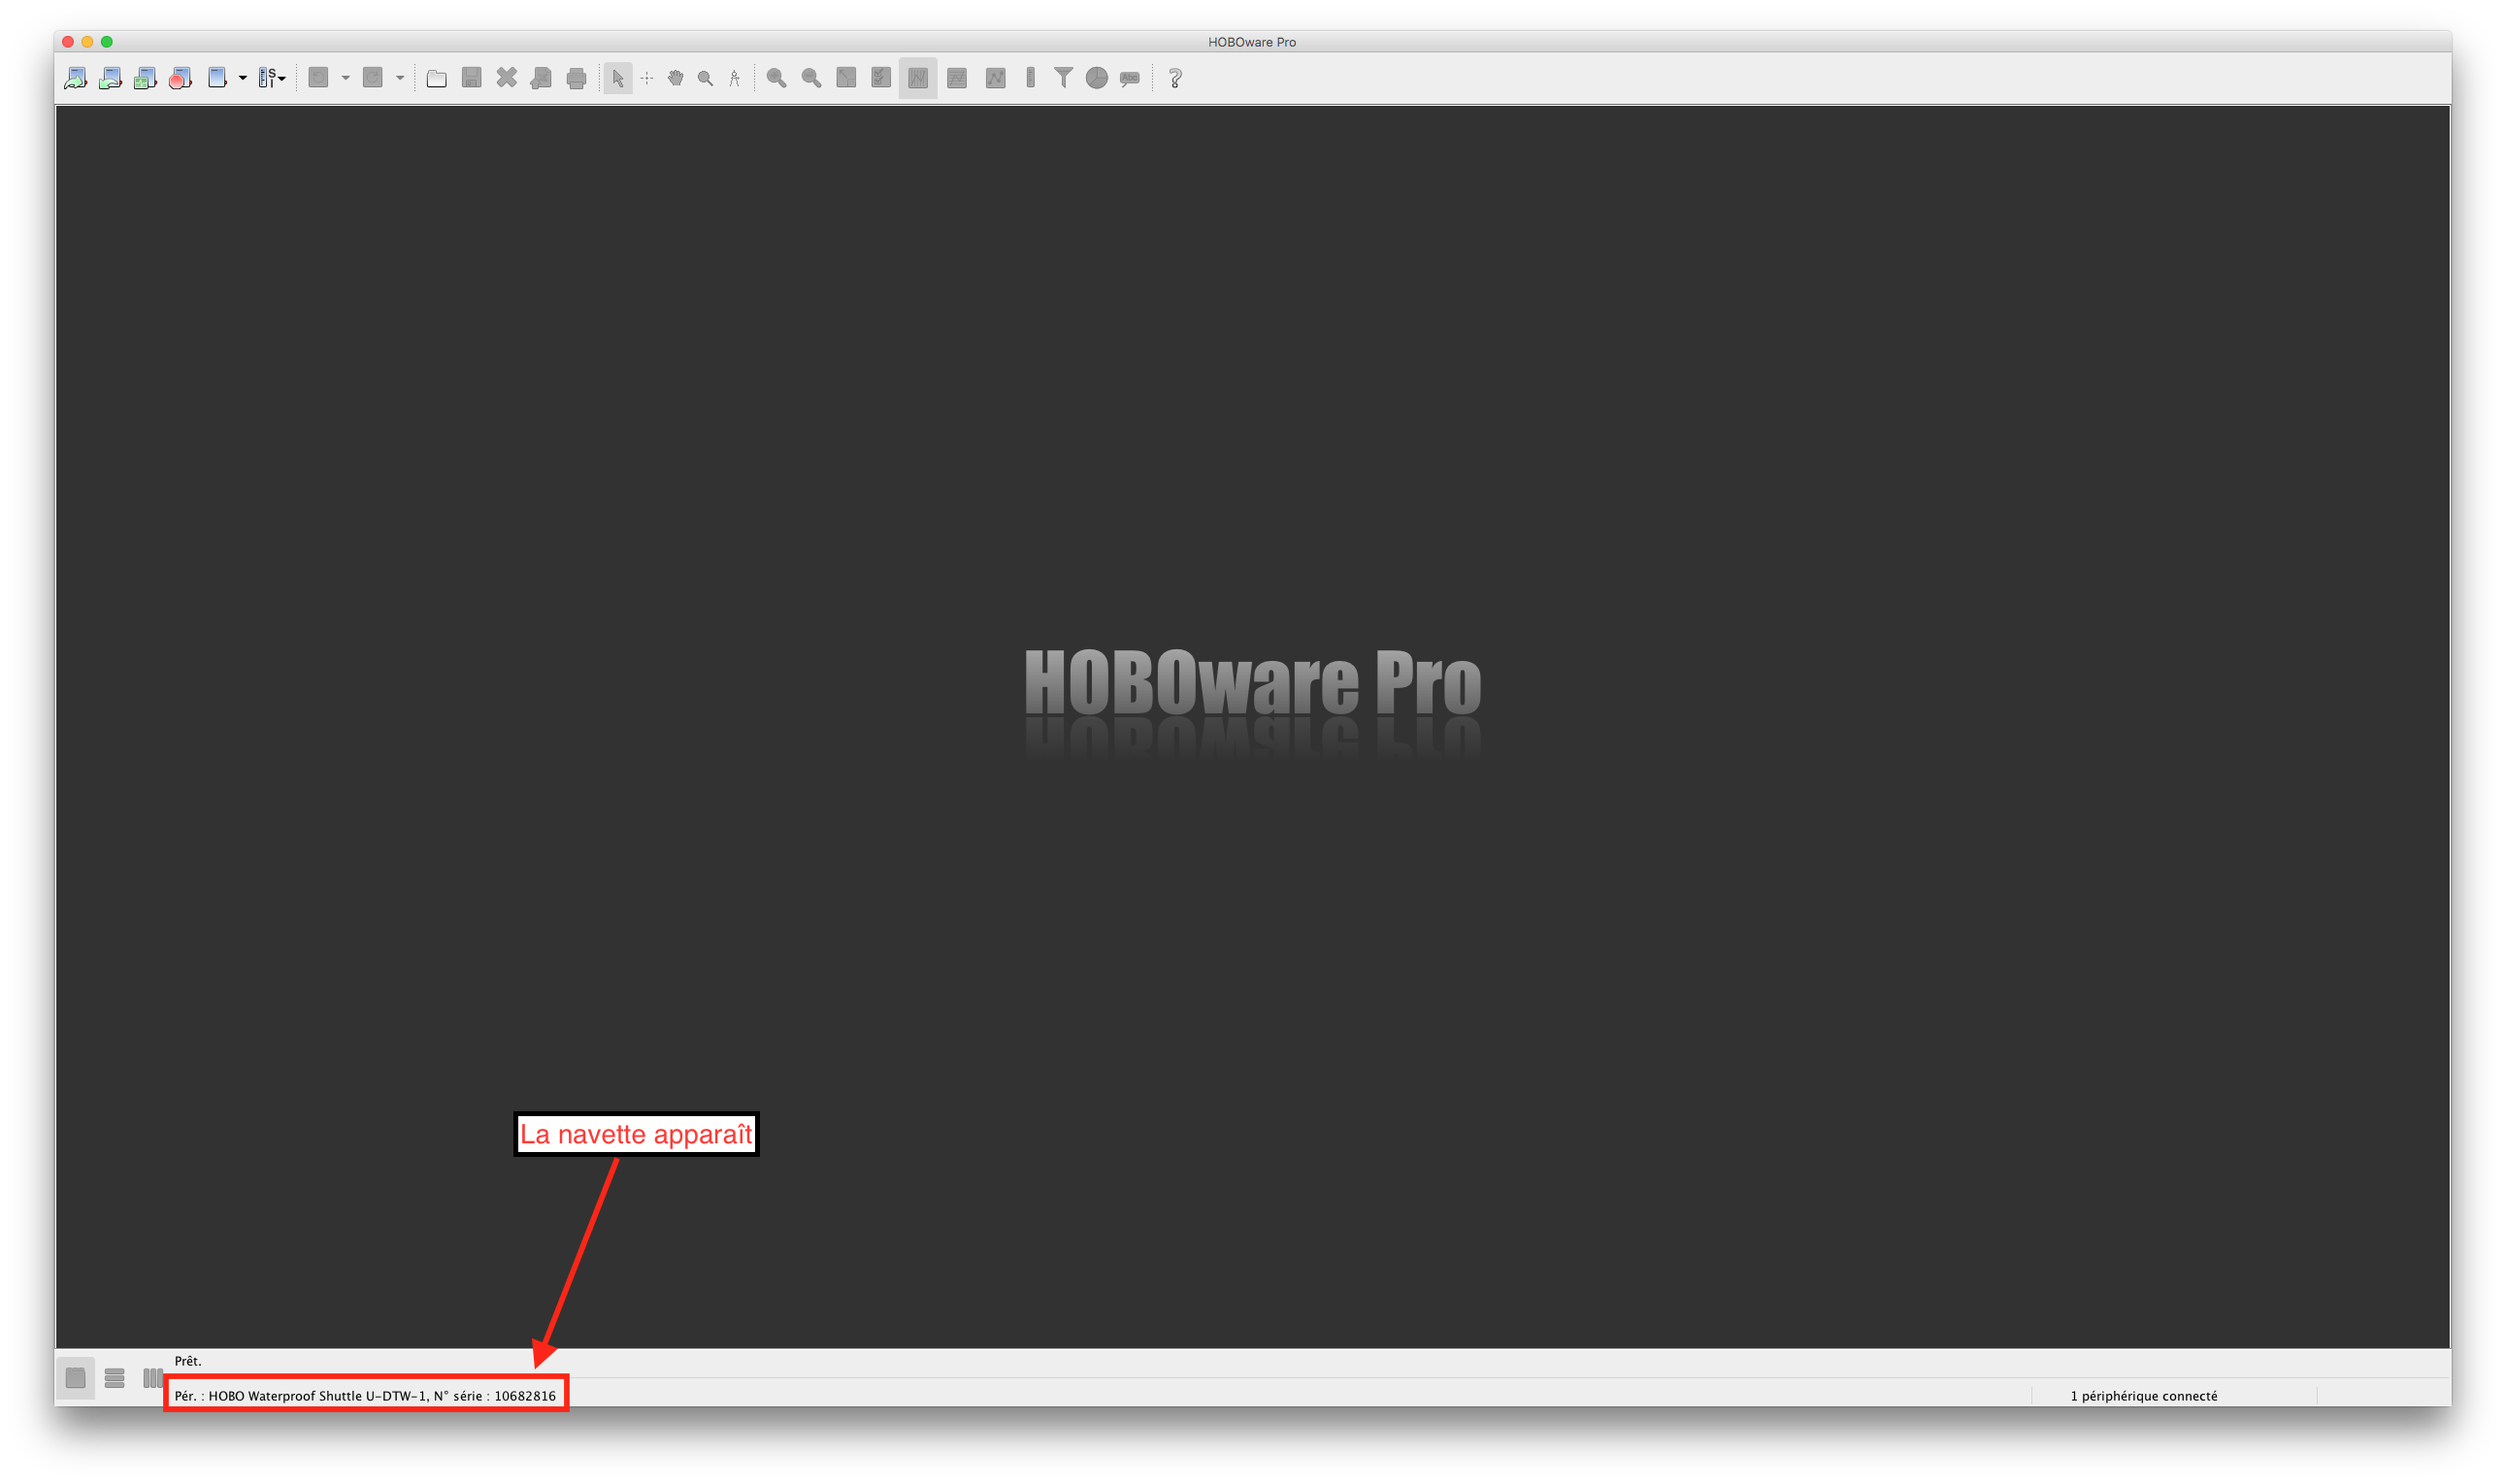 HOBOware Pro
S
Abc
?
HOBOware Pro
La navette apparaît
Prêt.
Pér. : HOBO Waterproof Shuttle U-DTW-1, N° série : 10682816
1 périphérique connecté